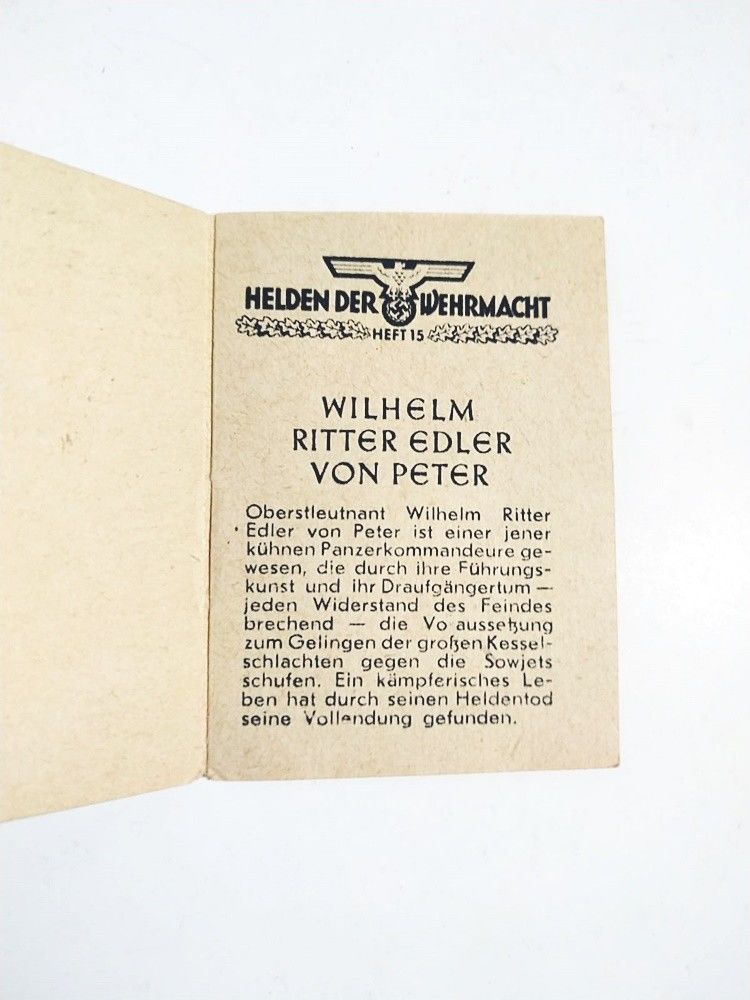 HELDEN DER WEHRMACHT
HEFT 15
WILHELM
RITTER EDLER
VON PETER
Oberstleutnant Wilhelm Ritter
Edler von Peter ist einer jener
kühnen Panzerkommandeure ge-
wesen, die durch ihre Führungs-
kunst und ihr Draufgängertum —
jeden Widerstand des Feindes
brechend — die Vo aussetzung
zum Gelingen der großen Kessel-
schlachten gegen die Sowjets
schufen. Ein kämpferisches Le-
ben hat durch seinen Heldentod
seine Vollendung gefunden.